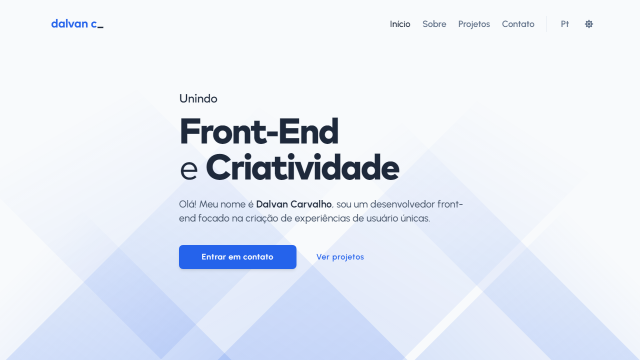 dalvan c_
Início Sobre Projetos Contato Pt
Unindo
Front-End
e Criatividade
Olá! Meu nome é Dalvan Carvalho, sou um desenvolvedor front-
end focado na criação de experiências de usuário únicas.
Entrar em contato Ver projetos